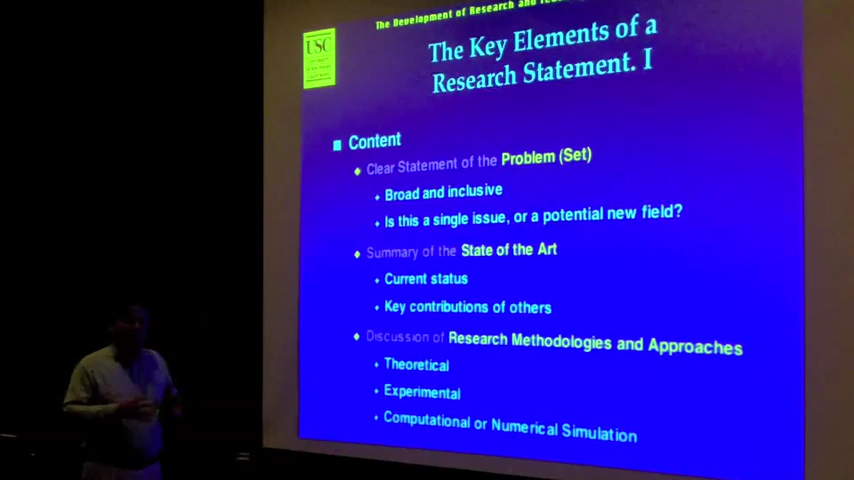 The Development of Research and
USC
The Key Elements of a
Research Statement. I
Content
Clear Statement of the Problem (Set)
Broad and inclusive
Is this a single issue, or a potential new field?
Summary of the State of the Art
Current status
Key contributions of others
Discussion of Research Methodologies and Approaches
Theoretical
Experimental
Computational or Numerical Simulation